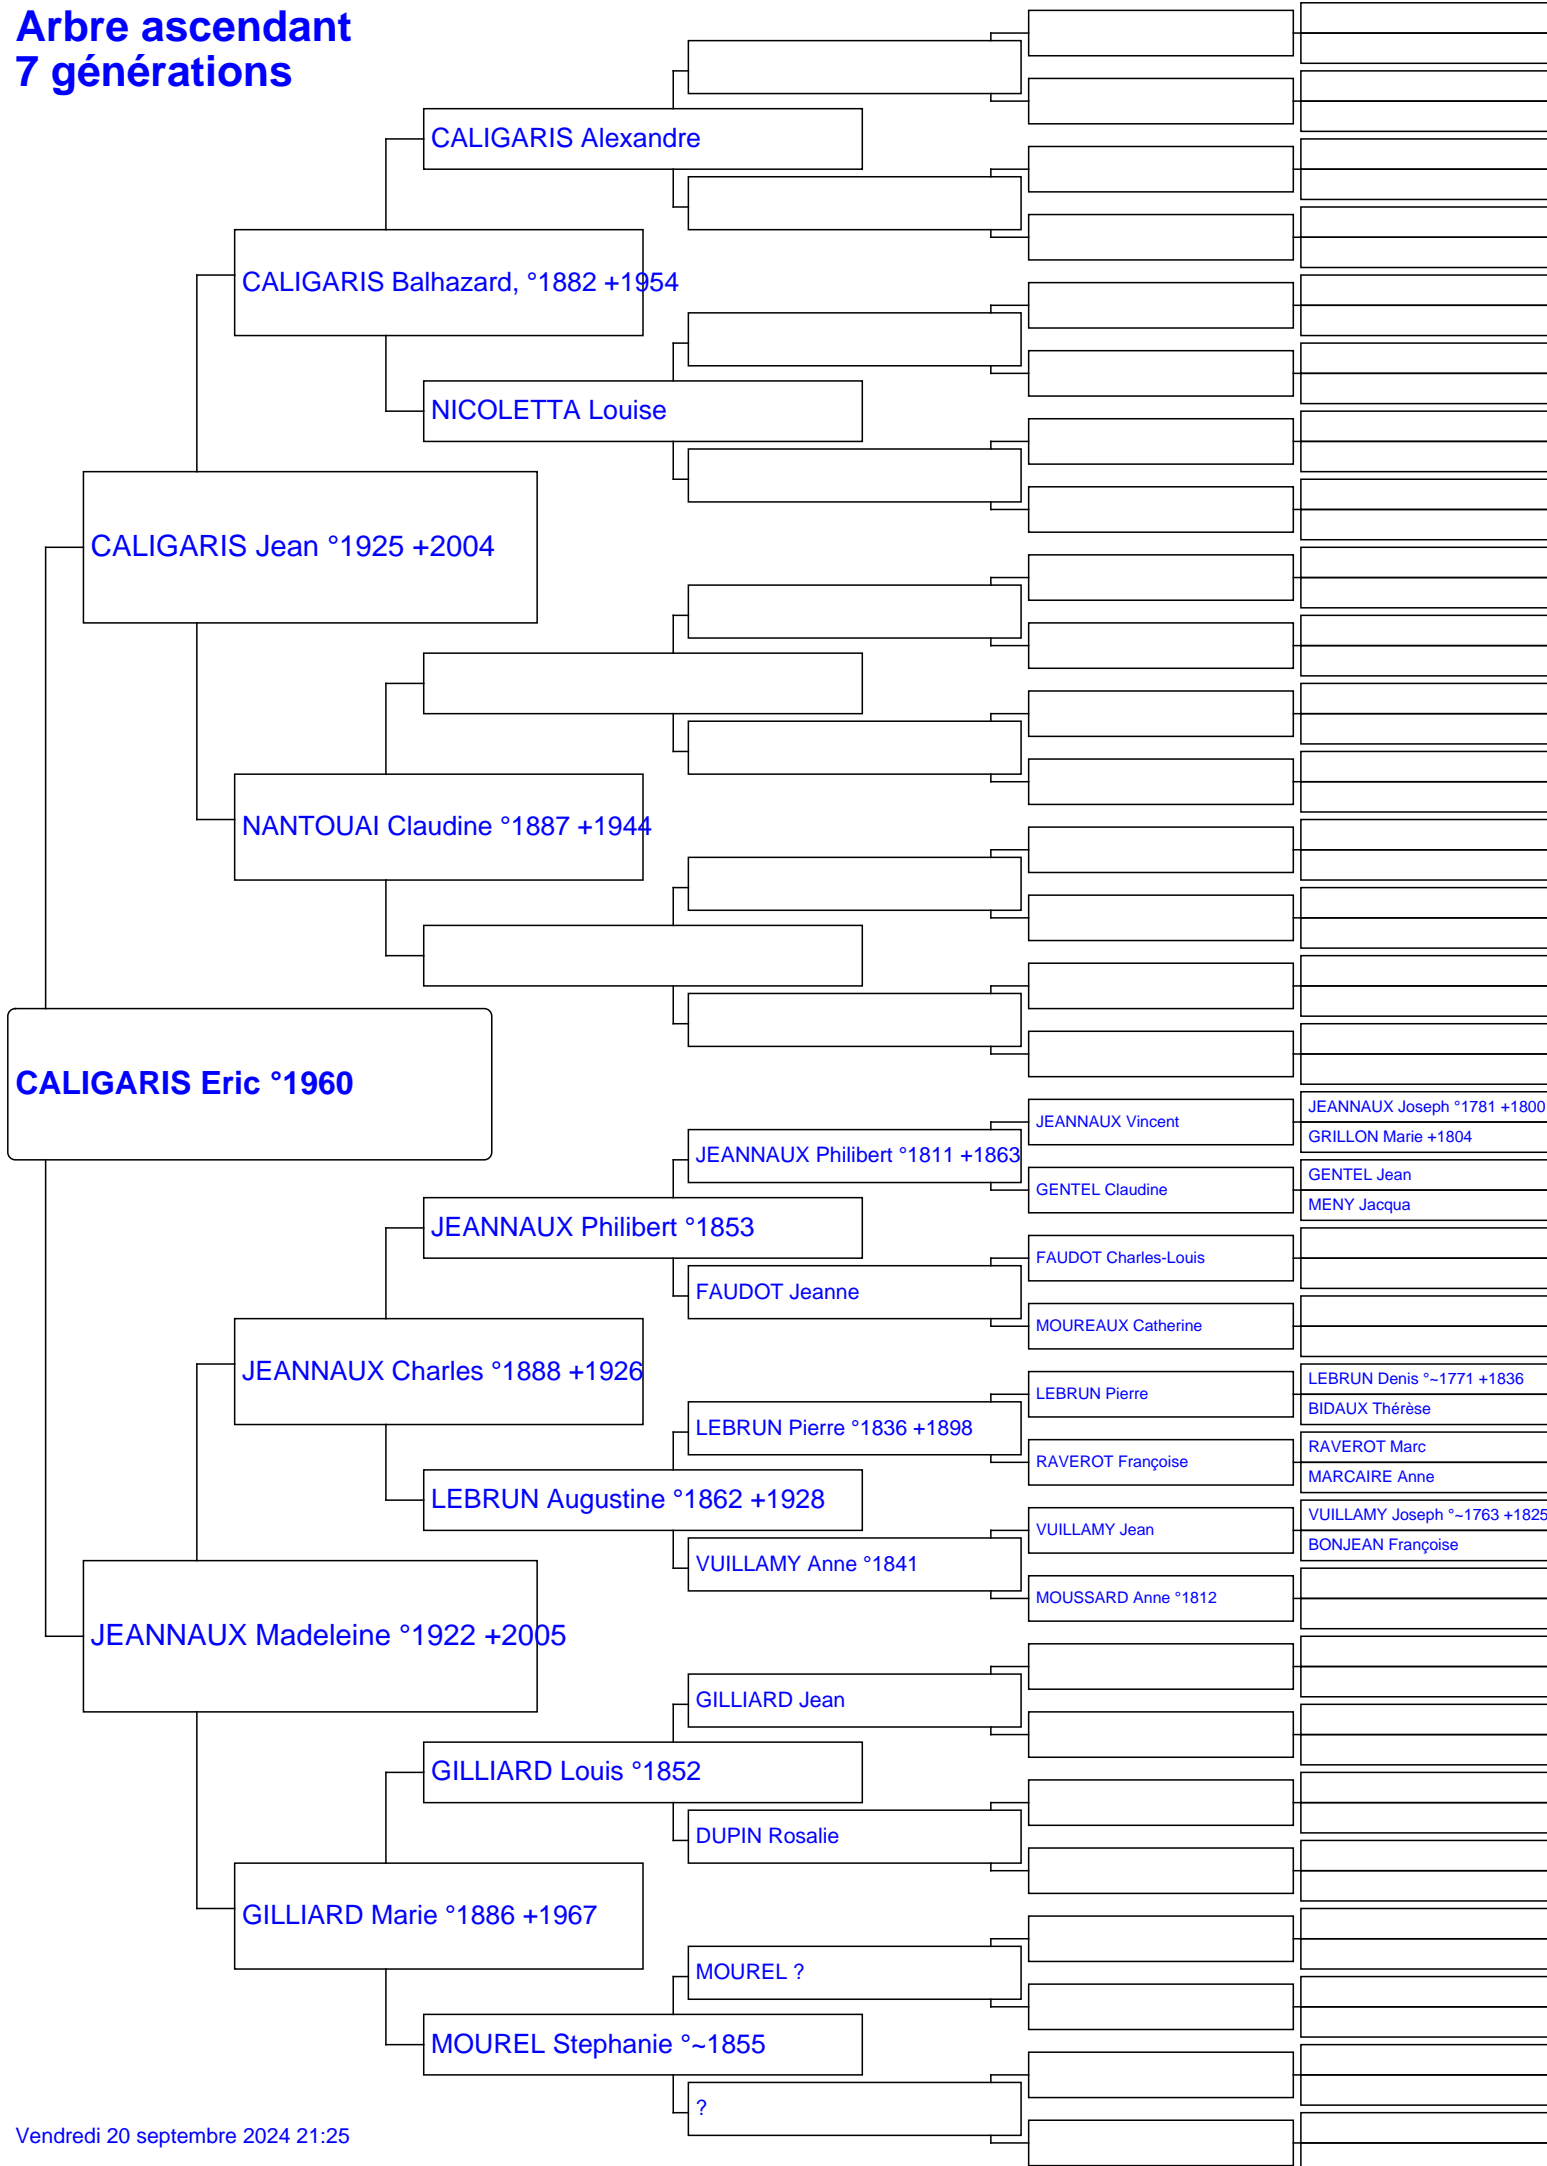 Arbre ascendant
7 générations
CALIGARIS Alexandre
CALIGARIS Balhazard, °1882 +1954
NICOLETTA Louise
CALIGARIS Jean °1925 +2004
NANTOUAI Claudine °1887 +1944
CALIGARIS Eric °1960
JEANNAUX Joseph °1781 +1800
JEANNAUX Vincent
GRILLON Marie +1804
JEANNAUX Philibert °1811 +1863
GENTEL Jean
GENTEL Claudine
MENY Jacqua
JEANNAUX Philibert °1853
FAUDOT Charles-Louis
FAUDOT Jeanne
MOUREAUX Catherine
JEANNAUX Charles °1888 +1926
LEBRUN Denis °~1771 +1836
LEBRUN Pierre
BIDAUX Thérèse
LEBRUN Pierre °1836 +1898
RAVEROT Marc
RAVEROT Françoise
MARCAIRE Anne
LEBRUN Augustine °1862 +1928
VUILLAMY Joseph °~1763 +1825
VUILLAMY Jean
BONJEAN Françoise
VUILLAMY Anne °1841
MOUSSARD Anne °1812
JEANNAUX Madeleine °1922 +2005
GILLIARD Jean
GILLIARD Louis °1852
DUPIN Rosalie
GILLIARD Marie °1886 +1967
MOUREL ?
MOUREL Stephanie °~1855
?
Vendredi 20 septembre 2024 21:25